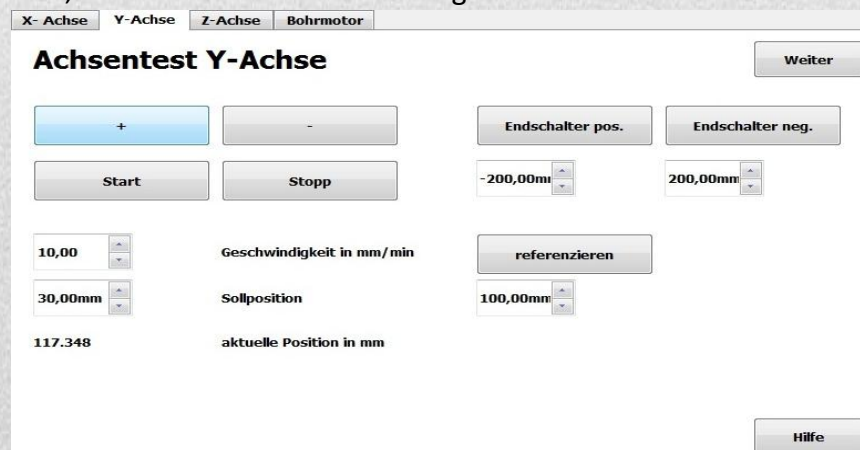 X- Achse Y-Achse Z-Achse Bohrmotor
Achsentest Y-Achse
Weiter
+ - Endschalter pos. Endschalter neg.
Start Stopp -200,00m 200,00mm
10,00 Geschwindigkeit in mm/min referenzieren
30,00mm Sollposition 100,00mm
117.348 aktuelle Position in mm
Hilfe